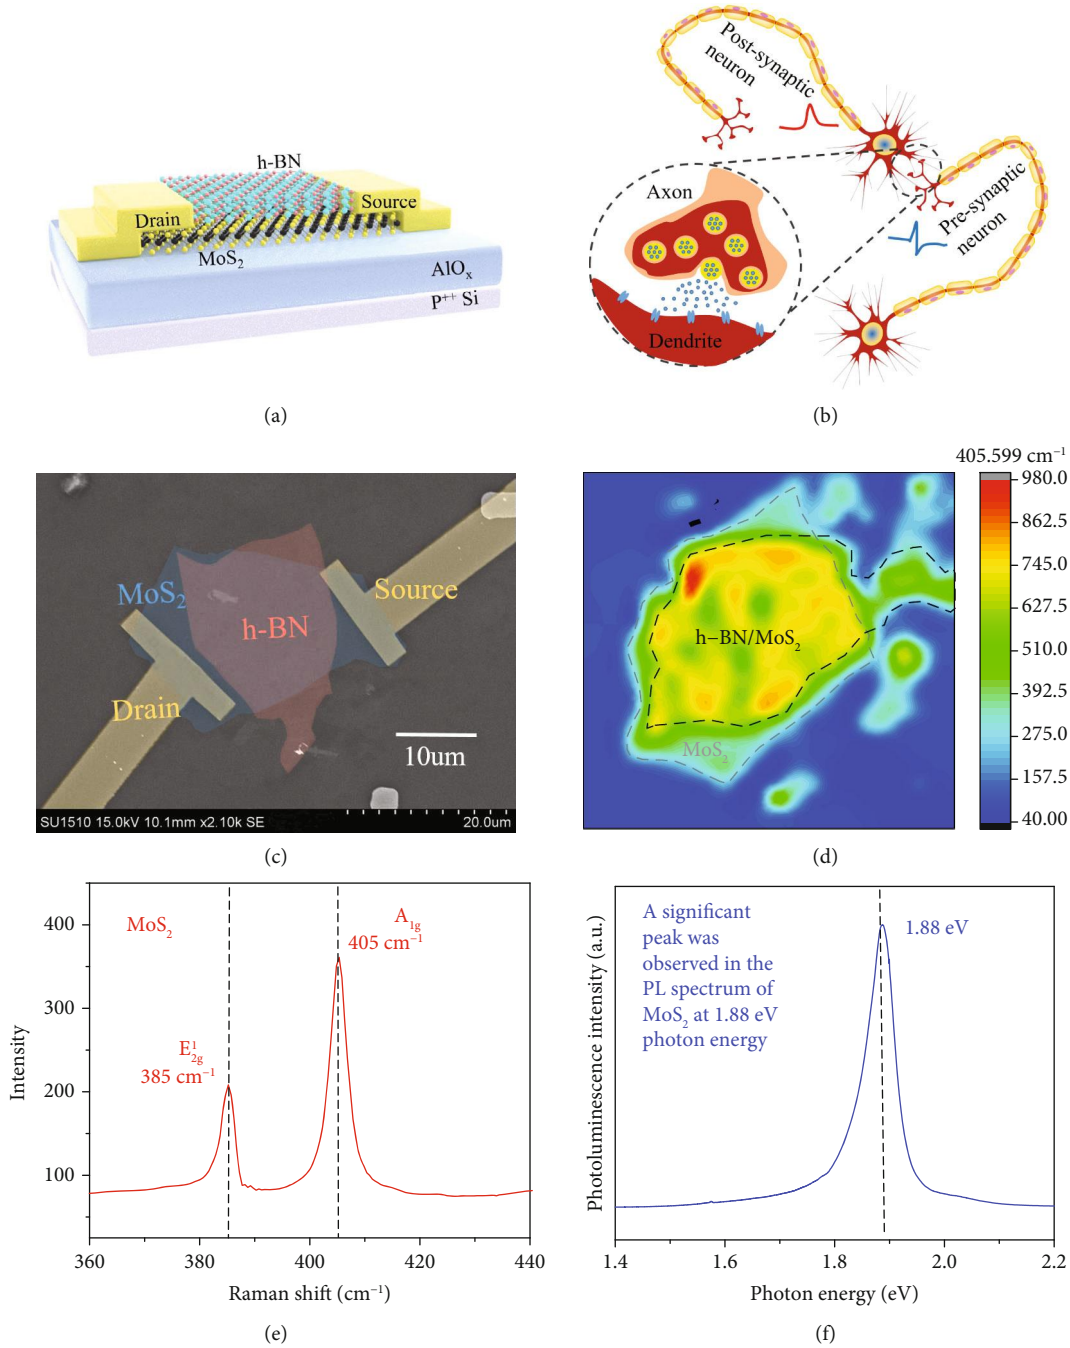 h-BN
Drain
Source
MoS₂
AlOₓ
P⁺⁺ Si
(a)
Post-synaptic
neuron
Pre-synaptic
neuron
Axon
Dendrite
(b)
MoS₂
h-BN
Source
Drain
10um
SU1510 15.0kV 10.1mm x2.10k SE
20.0um
(c)
405.599 cm⁻¹
980.0
862.5
745.0
627.5
510.0
392.5
275.0
157.5
40.00
h−BN/MoS₂
MoS₂
(d)
Intensity
400
300
200
100
MoS₂
A₁g
405 cm⁻¹
E¹₂g
385 cm⁻¹
360
380
400
420
440
Raman shift (cm⁻¹)
(e)
Photoluminescence intensity (a.u.)
A significant
peak was
observed in the
PL spectrum of
MoS₂ at 1.88 eV
photon energy
1.88 eV
1.4
1.6
1.8
2.0
2.2
Photon energy (eV)
(f)